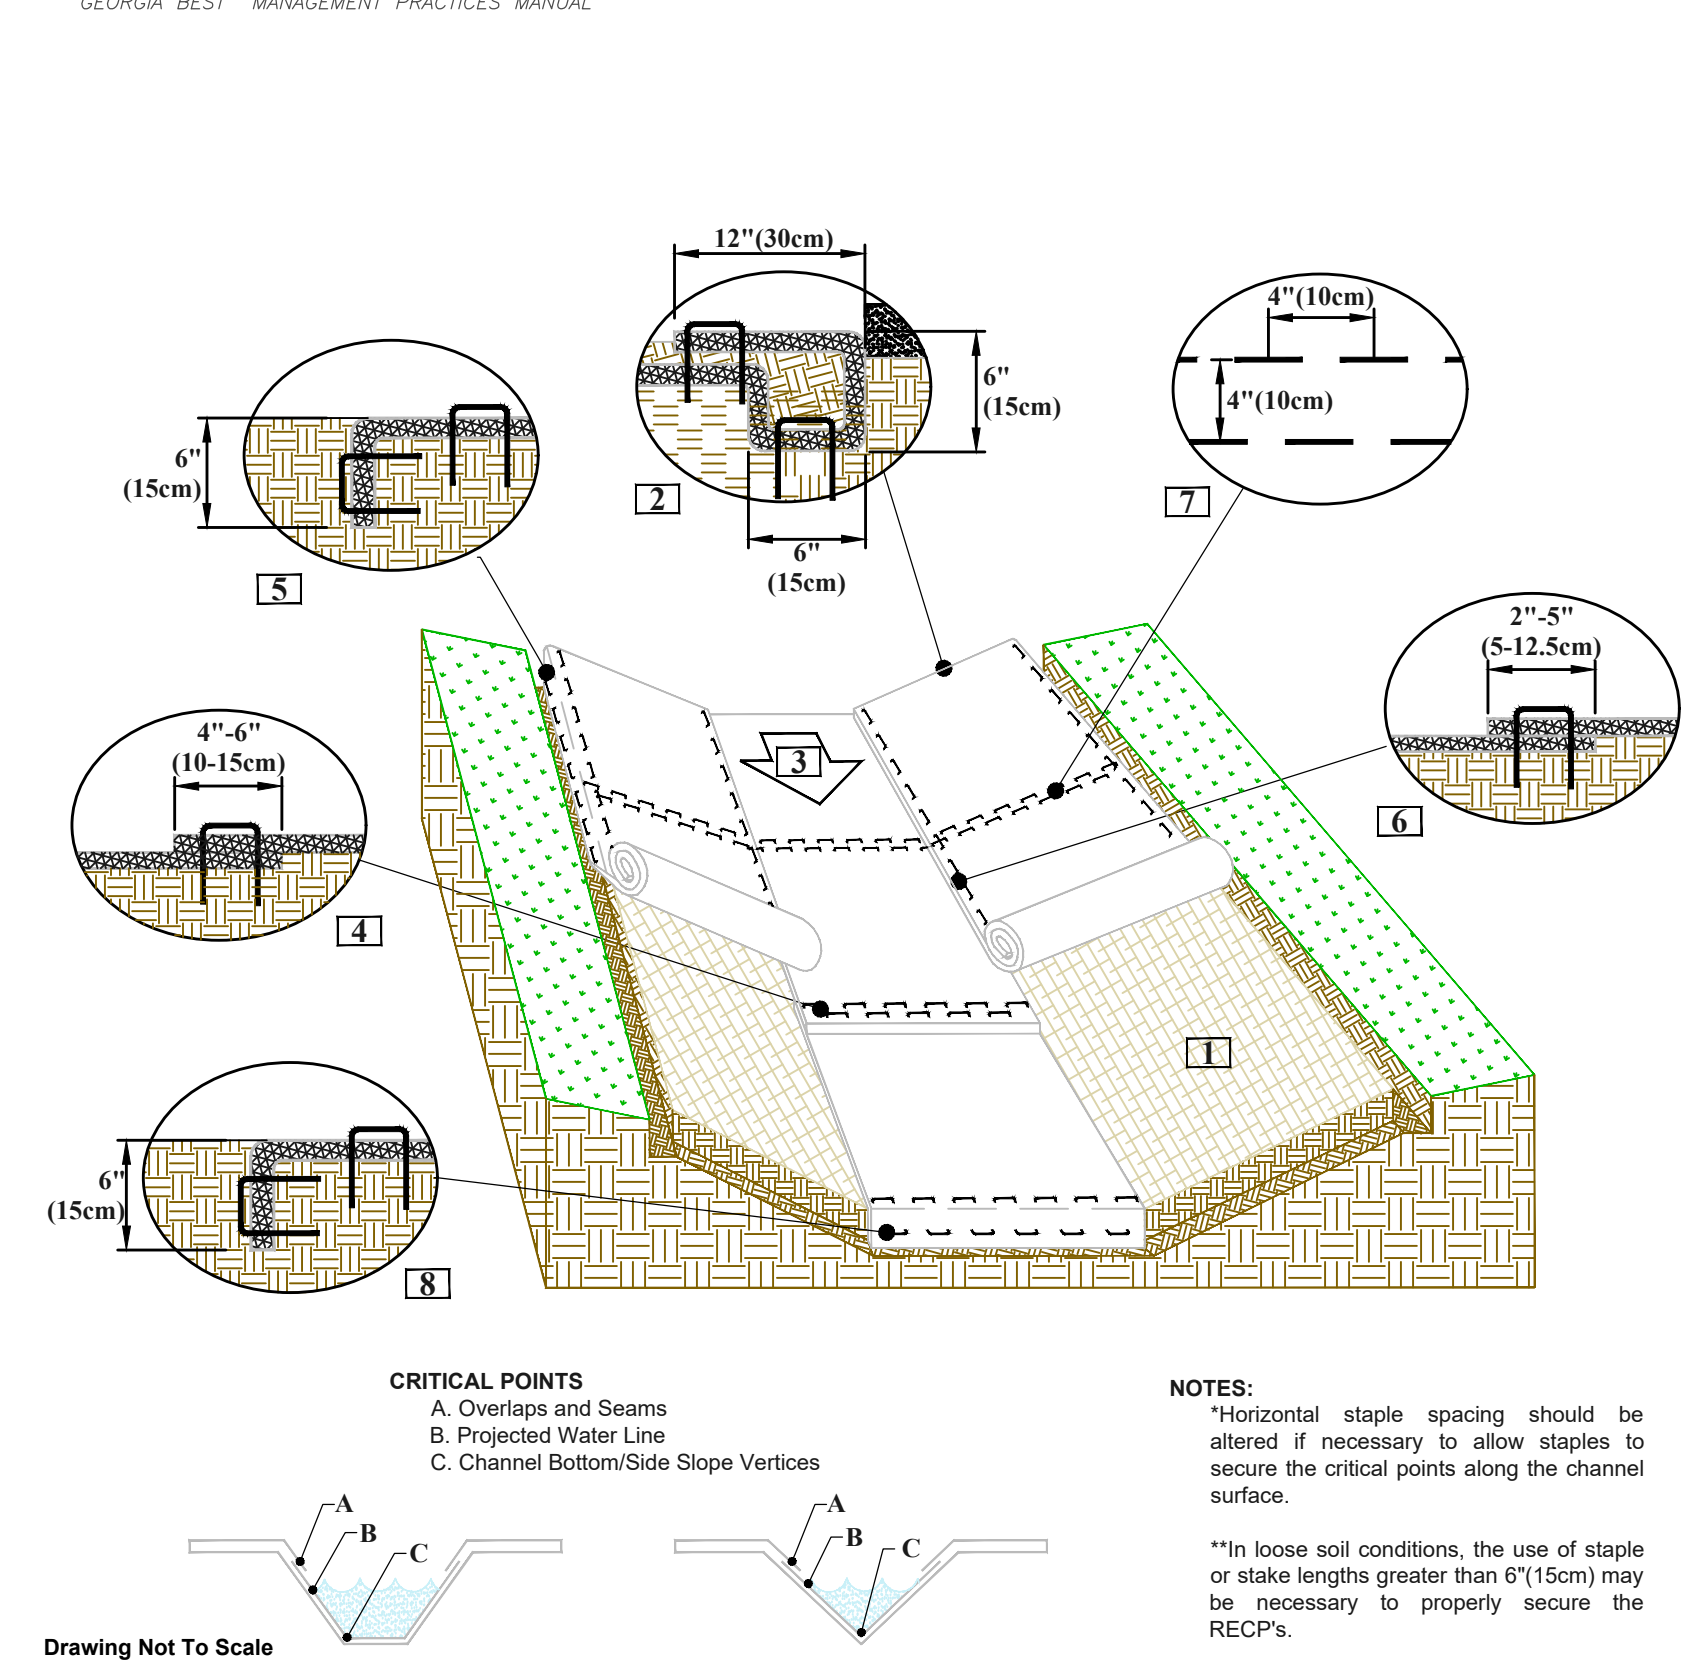 GEORGIA BEST MANAGEMENT PRACTICES MANUAL
12"(30cm)
6"
(15cm)
6"
(15cm)
2
4"(10cm)
4"(10cm)
7
6"
(15cm)
5
2"-5"
(5-12.5cm)
6
4"-6"
(10-15cm)
4
3
1
6"
(15cm)
8
CRITICAL POINTS
A. Overlaps and Seams
B. Projected Water Line
C. Channel Bottom/Side Slope Vertices
A
B
C
A
B
C
NOTES:
*Horizontal staple spacing should be
altered if necessary to allow staples to
secure the critical points along the channel
surface.
**In loose soil conditions, the use of staple
or stake lengths greater than 6"(15cm) may
be necessary to properly secure the
RECP's.
Drawing Not To Scale